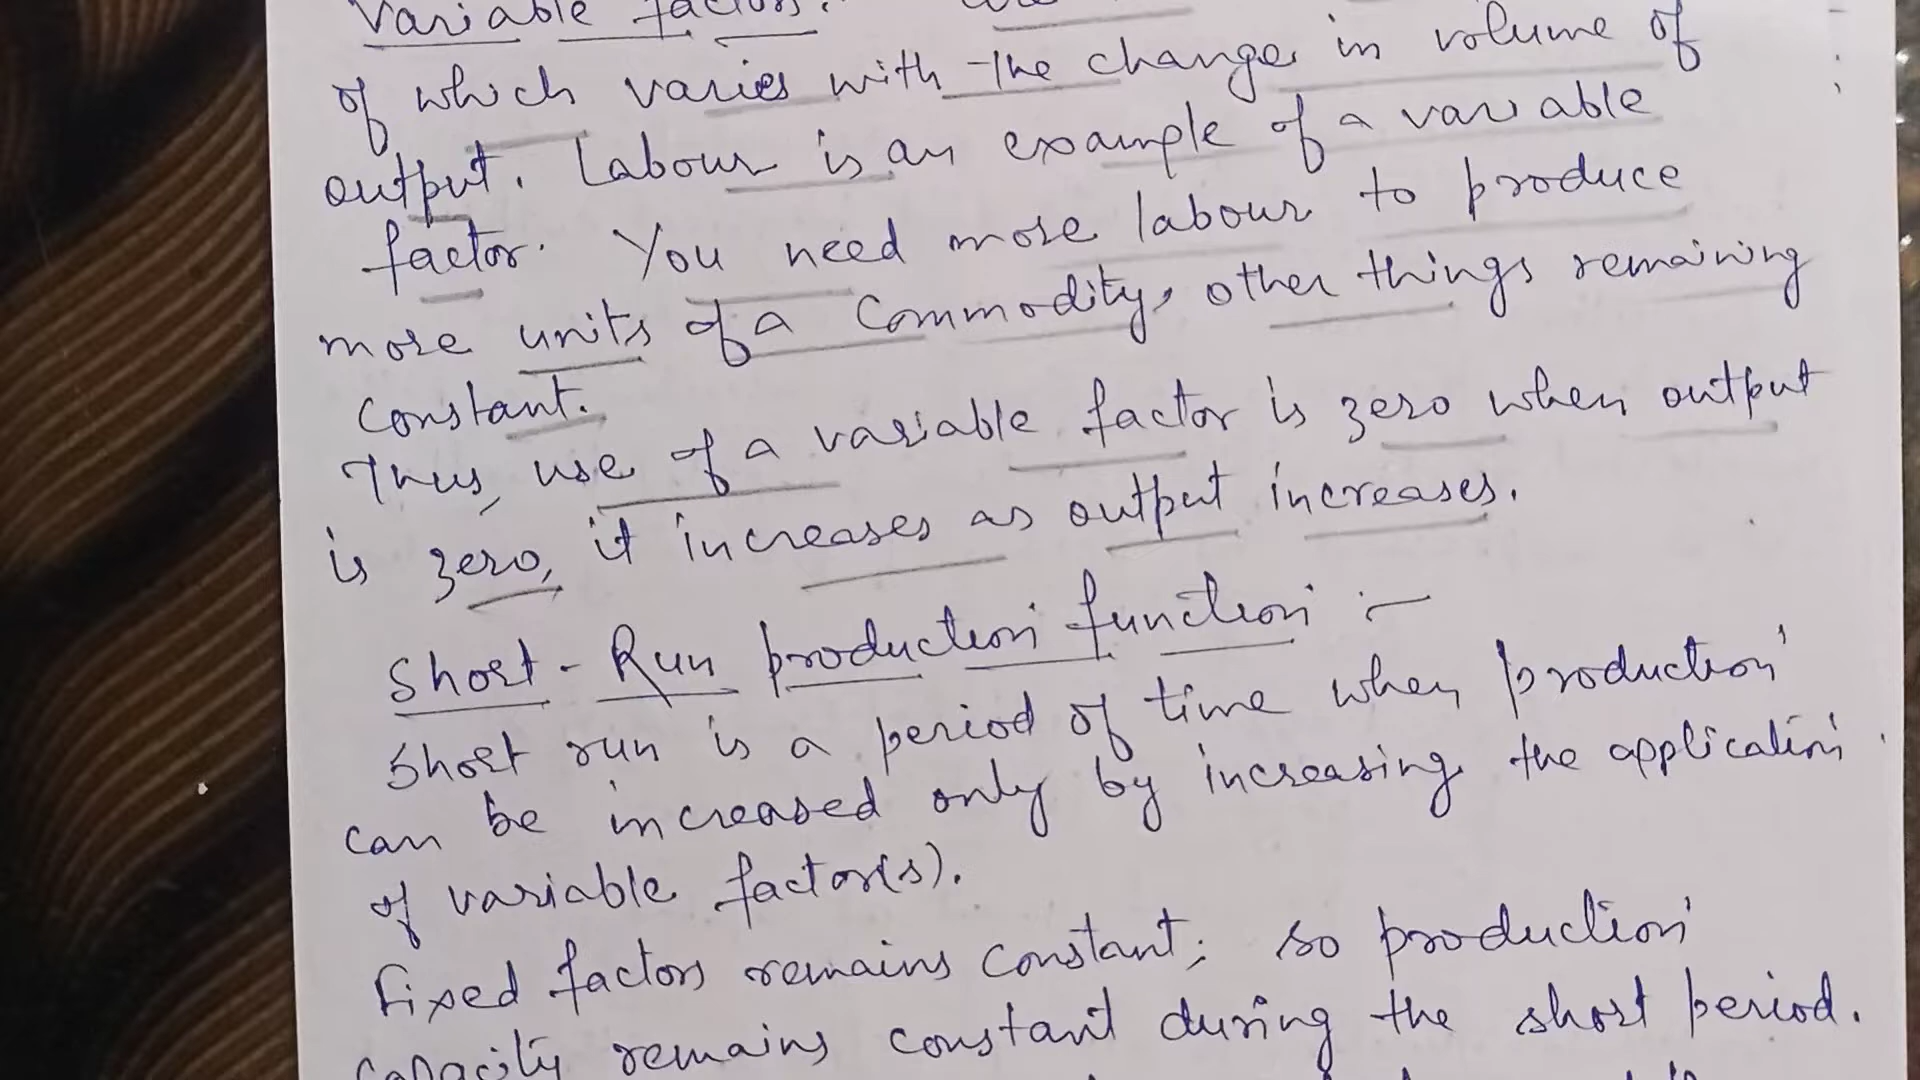 Variable factors:
of which varies with the change in volume of
output. Labour is an example of a variable
factor. You need more labour to produce
more units of a Commodity, other things remaining
Constant.
Thus, use of a variable factor is zero when output
is zero, it increases as output increases.
Short-Run production function :-
Short run is a period of time when production
can be increased only by increasing the application
of variable factor(s).
Fixed factors remains constant; so production
capacity remains constant during the short period.